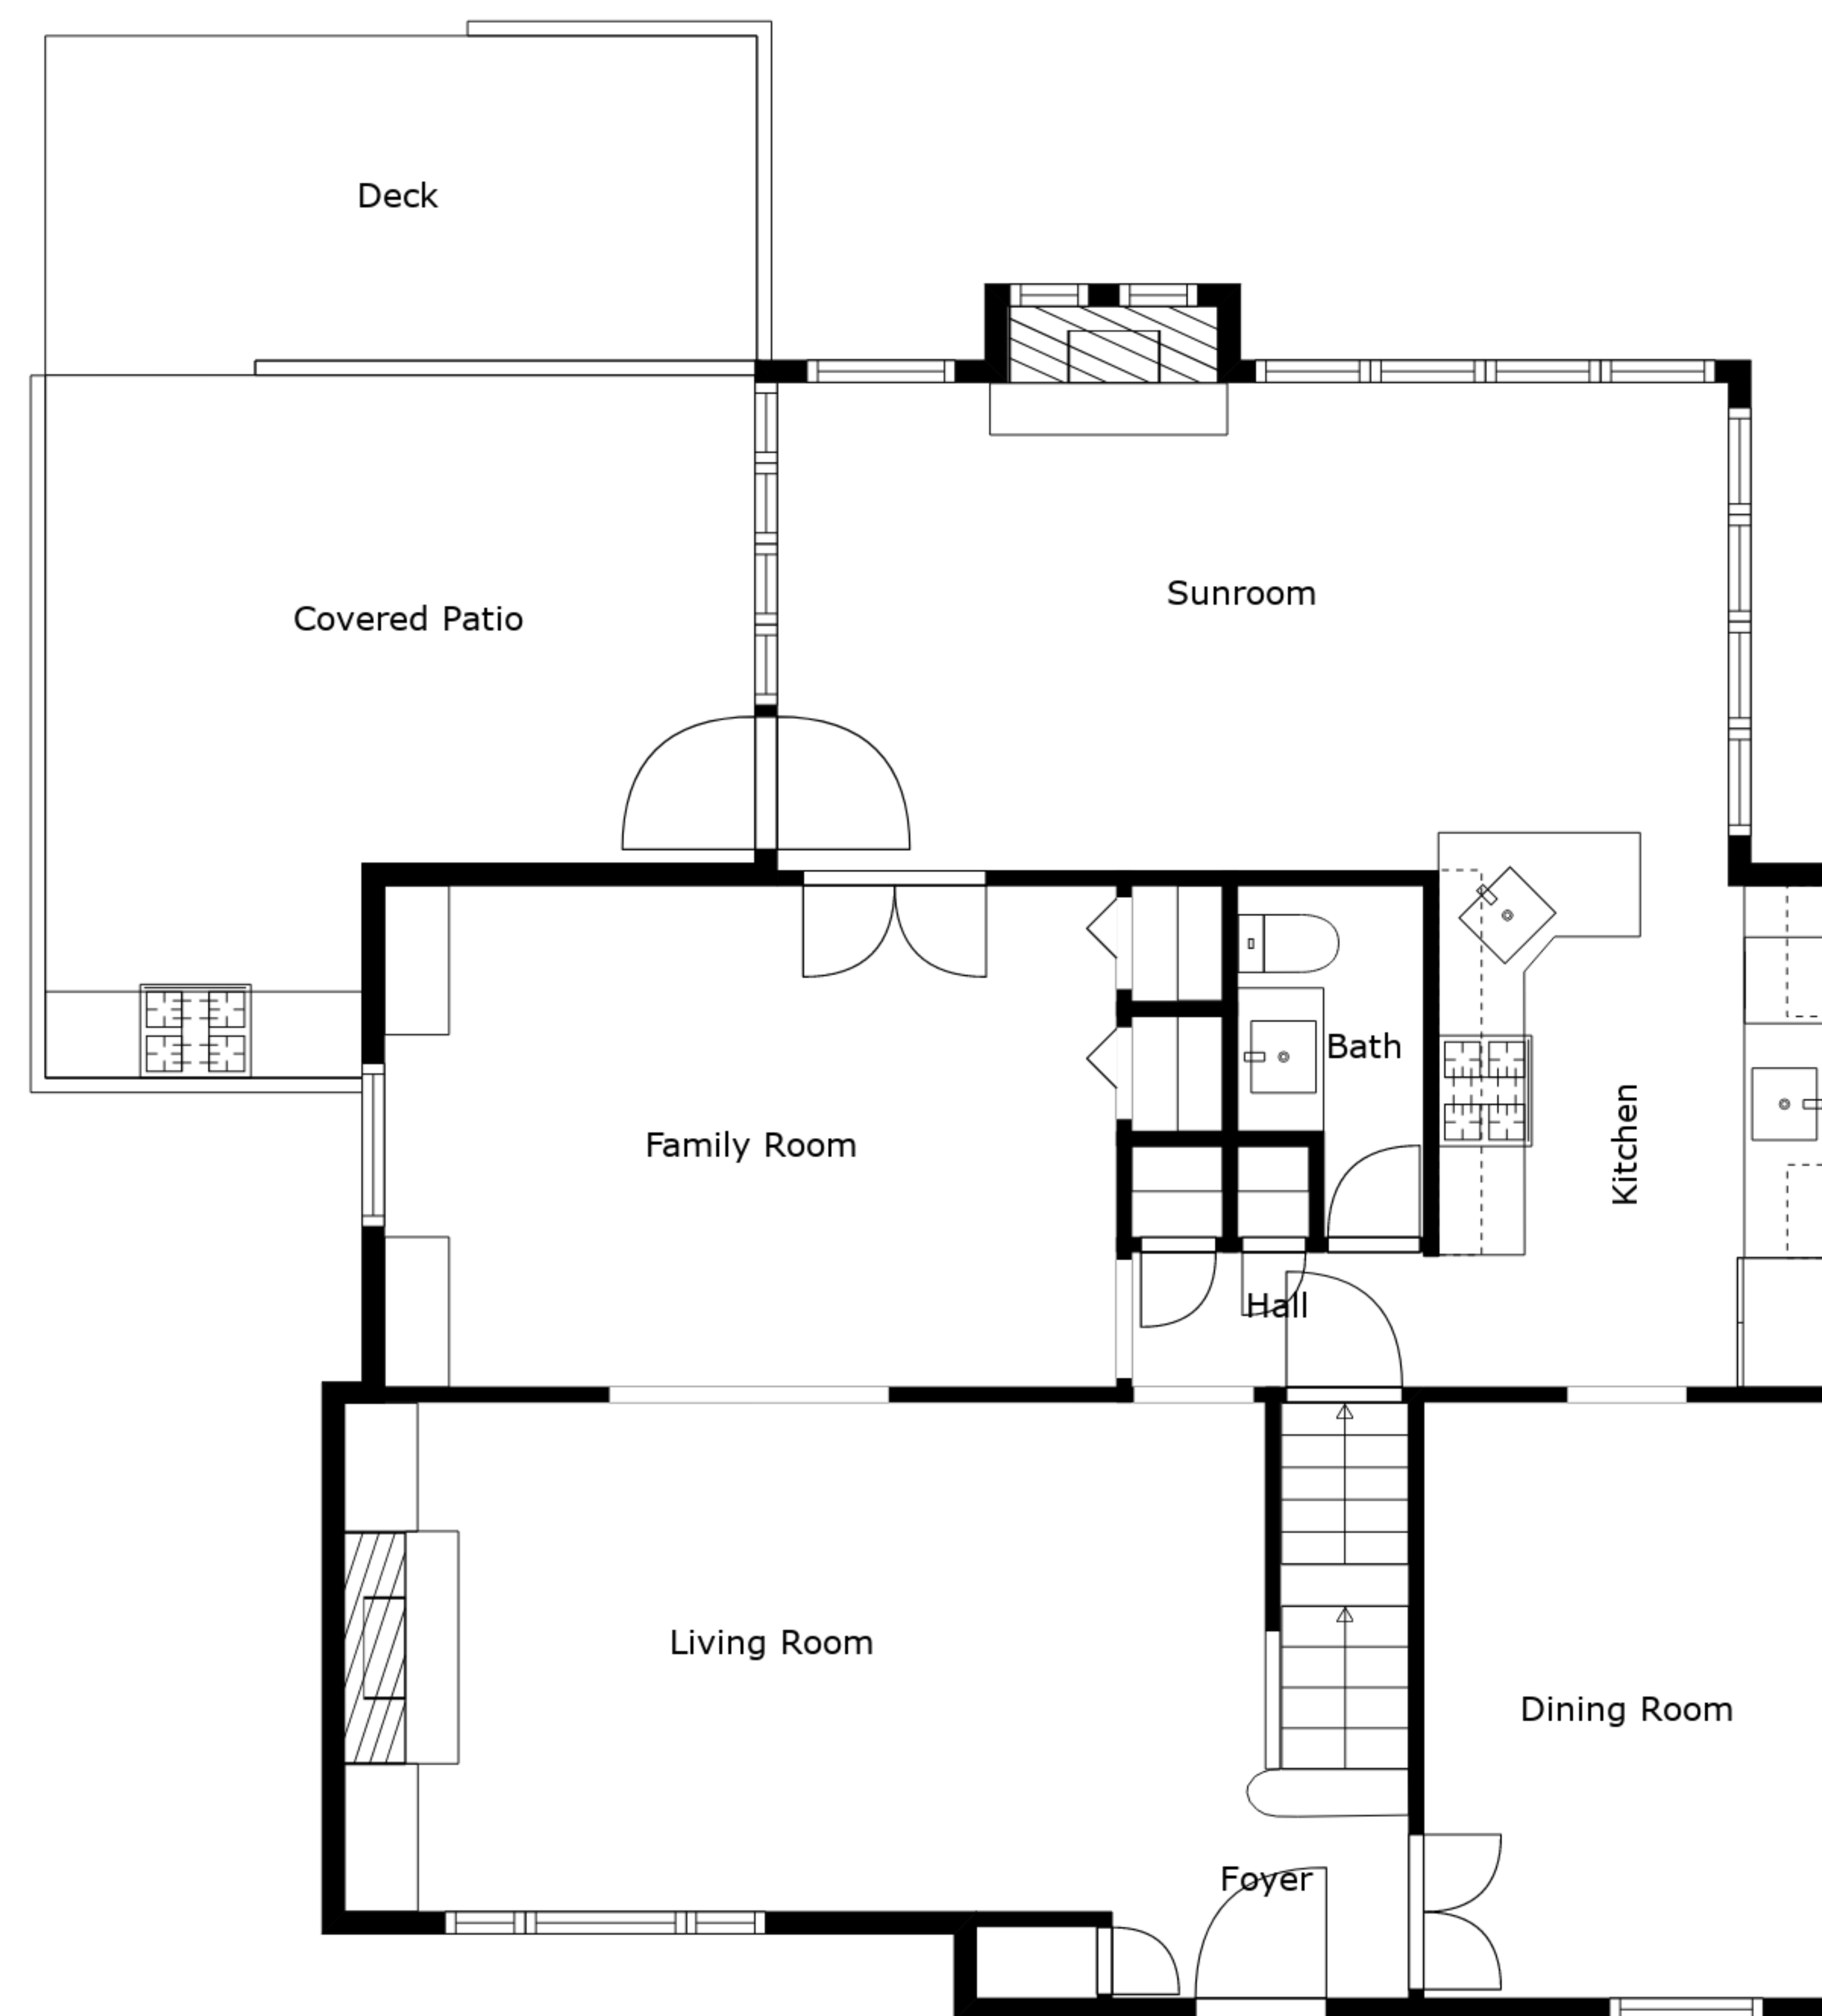 Deck
Sunroom
Covered Patio
Bath
Family Room
Kitchen
Hall
Living Room
Dining Room
Foyer